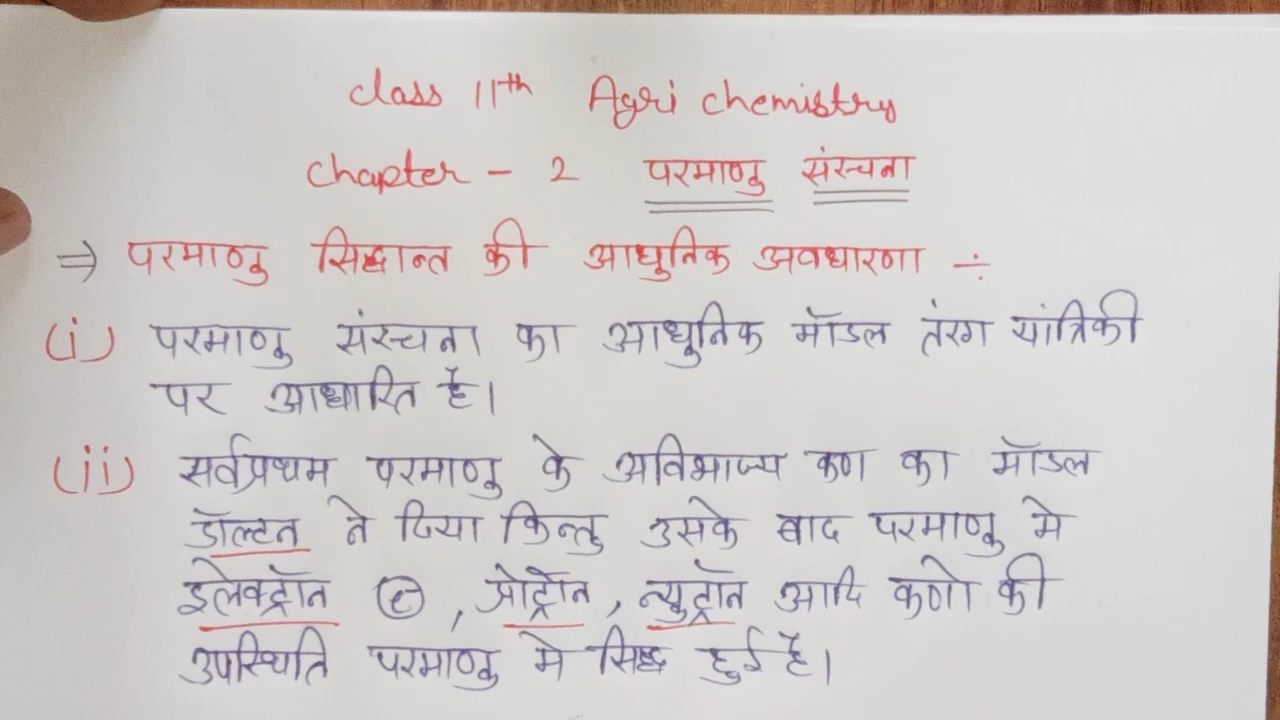 class 11th Agri chemistry
Chapter - 2 परमाणु संरचना
⇒ परमाणु सिद्धान्त की आधुनिक अवधारणा ÷
(i) परमाणु संरचना का आधुनिक मॉडल तंरग यांत्रिकी
पर आधारित है।
(ii) सर्वप्रथम परमाणु के अविभाज्य कण का मॉडल
डॉल्टन ने दिया किन्तु उसके बाद परमाणु मे
इलेक्ट्रॉन e, प्रोट्रॉन, न्युट्रॉन आदि कणो की
उपस्थिति परमाणु मे सिद्ध हुई है।